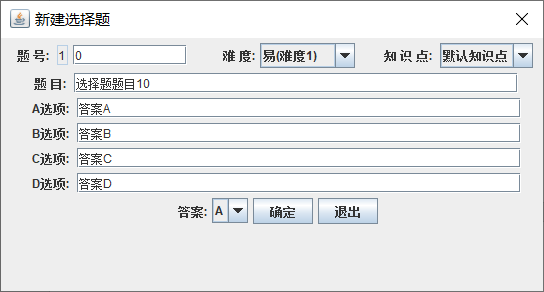 新建选择题
题 号: 1 0 难 度: 易(难度1) 知 识 点: 默认知识点
题 目: 选择题题目10
A选项: 答案A
B选项: 答案B
C选项: 答案C
D选项: 答案D
答案: A 确定 退出